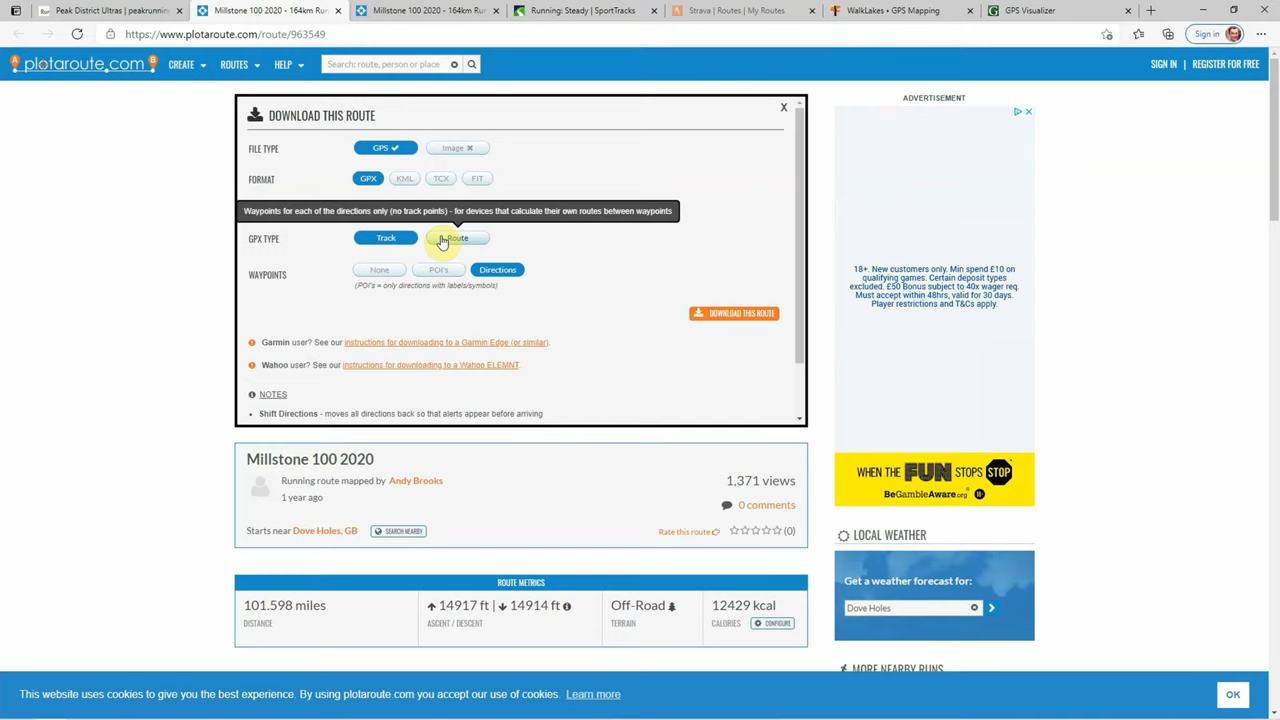 Peak District Ultras | peakrunning
Millstone 100 2020 - 164km Run
Millstone 100 2020 - 164km Run
Running: Steady | SportTracks
Strava | Routes | My Routes
WalkLakes • GPS Mapping
GPS Visualizer
https://www.plotaroute.com/route/963549
Sign in
plotaroute.com
CREATE
ROUTES
HELP
Search: route, person or place
SIGN IN | REGISTER FOR FREE
DOWNLOAD THIS ROUTE
X
FILE TYPE
GPS
Image
FORMAT
GPX
KML
TCX
FIT
Waypoints for each of the directions only (no track points) - for devices that calculate their own routes between waypoints
GPX TYPE
Track
Route
WAYPOINTS
None
POI's
Directions
(POI's = only directions with labels/symbols)
DOWNLOAD THIS ROUTE
Garmin user? See our instructions for downloading to a Garmin Edge (or similar).
Wahoo user? See our instructions for downloading to a Wahoo ELEMNT.
NOTES
Shift Directions - moves all directions back so that alerts appear before arriving
Millstone 100 2020
Running route mapped by Andy Brooks
1 year ago
1,371 views
0 comments
Starts near Dove Holes, GB
SEARCH NEARBY
Rate this route
(0)
ROUTE METRICS
101.598 miles
DISTANCE
14917 ft | 14914 ft
ASCENT / DESCENT
Off-Road
TERRAIN
12429 kcal
CALORIES
CONFIGURE
ADVERTISEMENT
18+. New customers only. Min spend £10 on
qualifying games. Certain deposit types
excluded. £50 Bonus subject to 40x wager req.
Must accept within 48hrs, valid for 30 days.
Player restrictions and T&Cs apply.
WHEN THE FUN STOPS STOP
BeGambleAware.org
18+
LOCAL WEATHER
Get a weather forecast for:
Dove Holes
MORE NEARBY RUNS
This website uses cookies to give you the best experience. By using plotaroute.com you accept our use of cookies. Learn more
OK